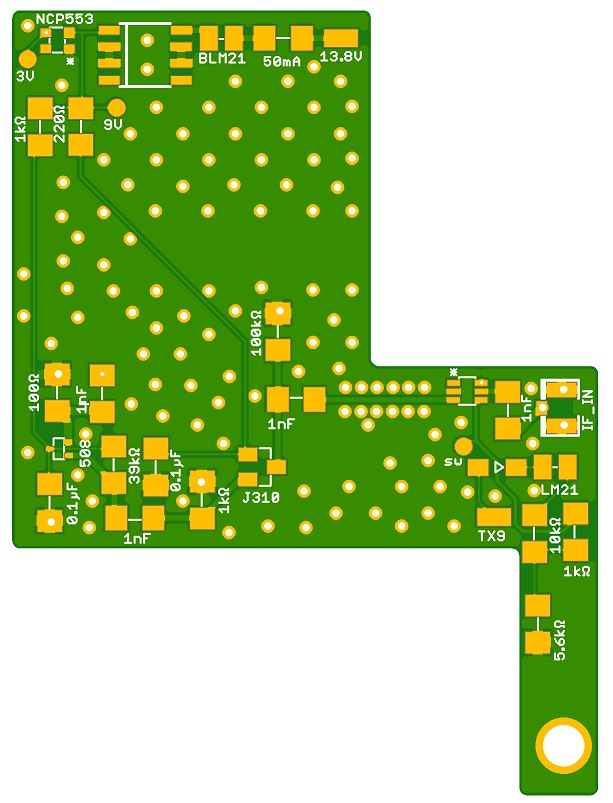 NCP553
*
3V
BLM21
50mA
13.8V
1kΩ
220Ω
9V
100kΩ
*
100Ω
1nF
1nF
1nF
IF_IN
508
39kΩ
0.1µF
sw
0.1µF
1kΩ
J310
LM21
1nF
TX9
10kΩ
1kΩ
5.6kΩ